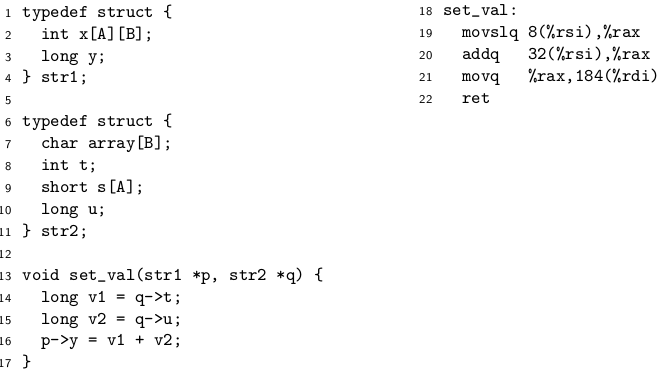 1 typedef struct {
2 int x[A][B];
3 long y;
4 } str1;
5
6 typedef struct {
7 char array[B];
8 int t;
9 short s[A];
10 long u;
11 } str2;
12
13 void set_val(str1 *p, str2 *q) {
14 long v1 = q->t;
15 long v2 = q->u;
16 p->y = v1 + v2;
17 }
18 set_val:
19 movslq 8(%rsi),%rax
20 addq 32(%rsi),%rax
21 movq %rax,184(%rdi)
22 ret